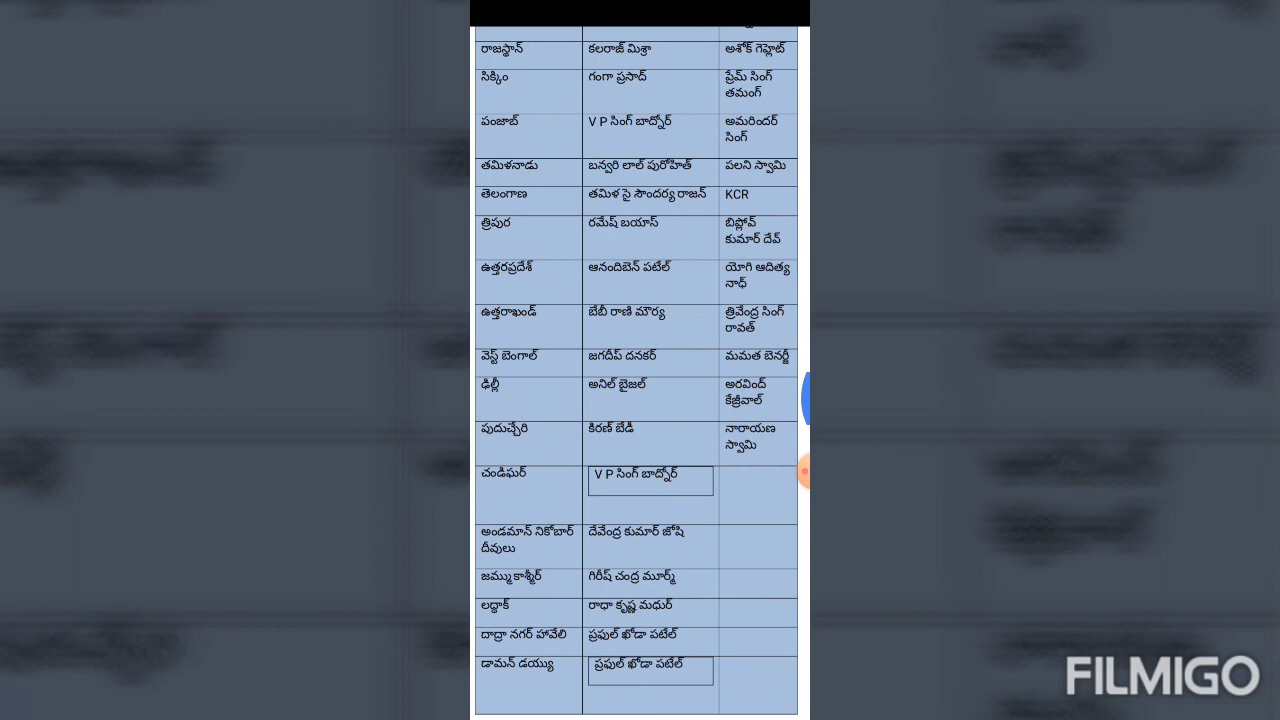 రాజస్థాన్ కలరాజ్ మిశ్రా అశోక్ గెహ్లెట్
సిక్కిం గంగా ప్రసాద్ ప్రేమ్ సింగ్
తమంగ్
పంజాబ్ V P సింగ్ బాద్నోర్ అమరిందర్
సింగ్
తమిళనాడు బన్వరి లాల్ పురోహిత్ పలని స్వామి
తెలంగాణ తమిళ సై సౌందర్య రాజన్ KCR
త్రిపుర రమేష్ బయాస్ బిప్లోవ్
కుమార్ దేవ్
ఉత్తరప్రదేశ్ ఆనందిబెన్ పటేల్ యోగి ఆదిత్య
నాధ్
ఉత్తరాఖండ్ బేబీ రాణి మౌర్య త్రివేంద్ర సింగ్
రావత్
వెస్ట్ బెంగాల్ జగదీప్ దనకర్ మమత బెనర్జీ
ఢిల్లీ అనిల్ బైజల్ అరవింద్
కేజ్రీవాల్
పుదుచ్చేరి కిరణ్ బేడీ నారాయణ
స్వామి
చండిఘర్ V P సింగ్ బాద్నోర్
అండమాన్ నికోబార్ దేవేంద్ర కుమార్ జోషి
దీవులు
జమ్ముకాశ్మీర్ గిరీష్ చంద్ర మూర్మ్
లద్ధాక్ రాధా కృష్ణ మధుర్
దాద్రా నగర్ హవేలి ప్రఫుల్ ఖోడా పటేల్
డామన్ డయ్యు ప్రఫుల్ ఖోడా పటేల్
FILMIGO